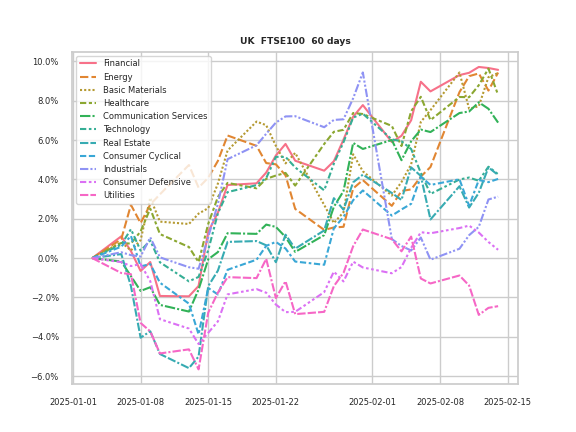 UK  FTSE100  60 days
10.0%
8.0%
6.0%
4.0%
2.0%
0.0%
−2.0%
−4.0%
−6.0%
Financial
Energy
Basic Materials
Healthcare
Communication Services
Technology
Real Estate
Consumer Cyclical
Industrials
Consumer Defensive
Utilities
2025-01-01
2025-01-08
2025-01-15
2025-01-22
2025-02-01
2025-02-08
2025-02-15